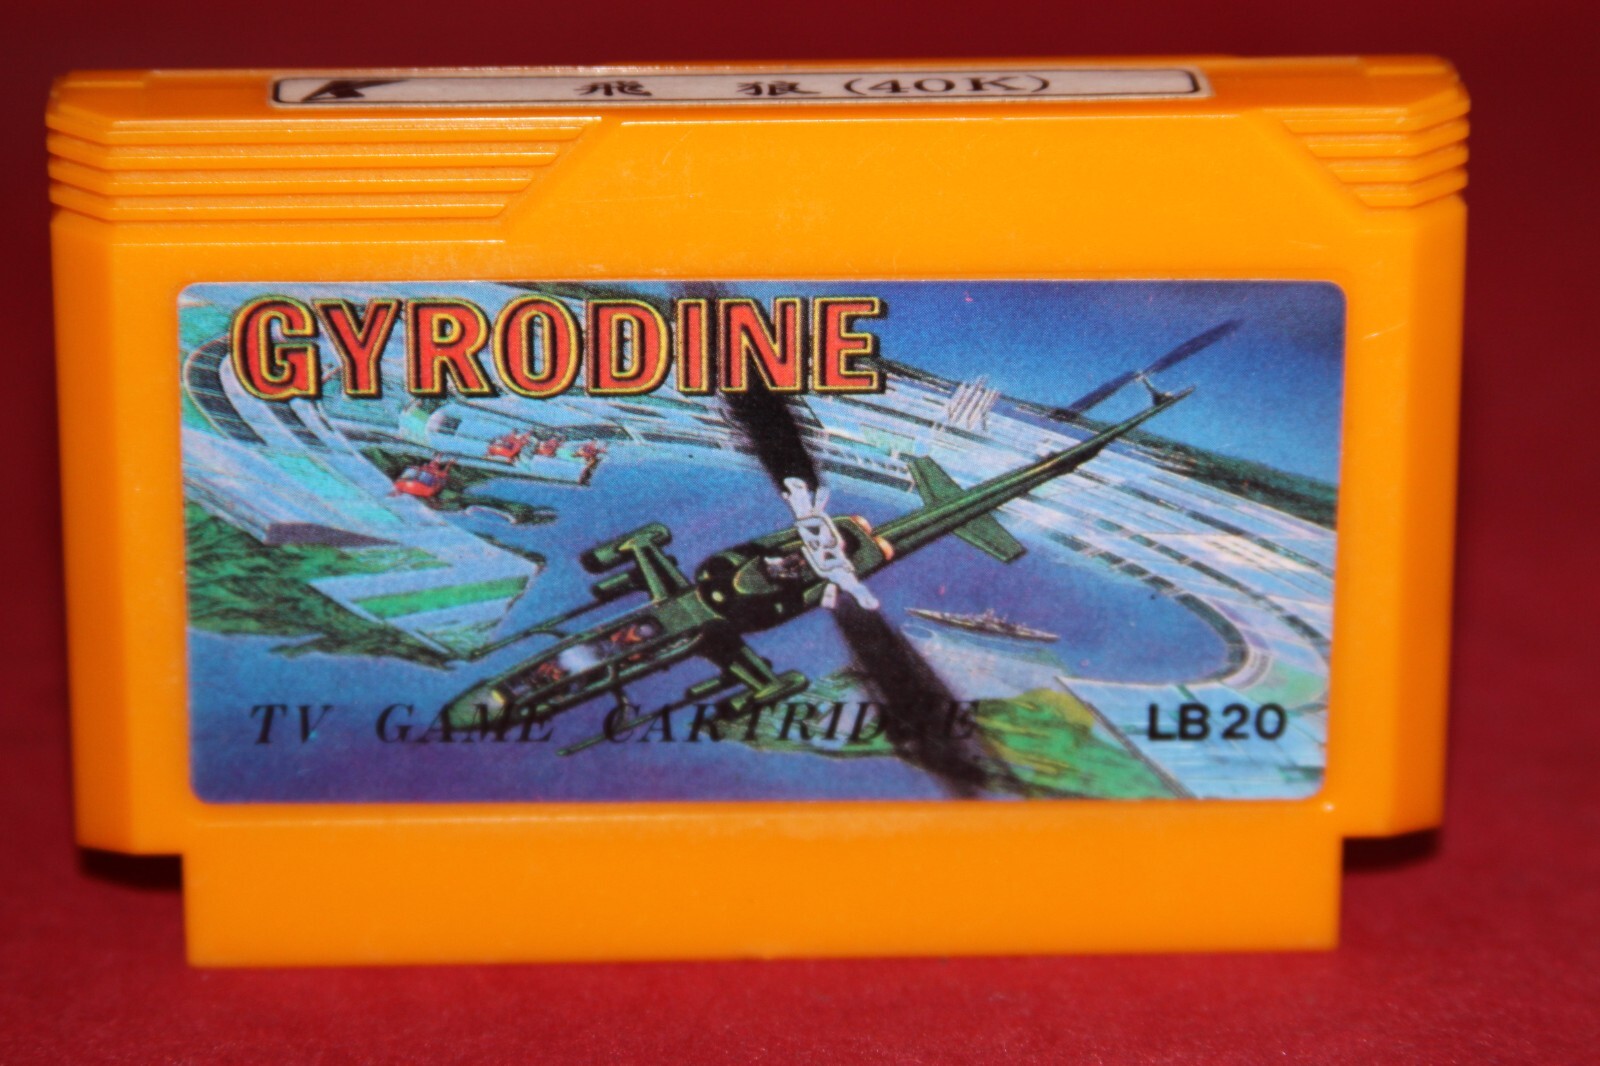 飛狼(40K)
GYRODINE
TV GAME CARTRIDGE
LB20